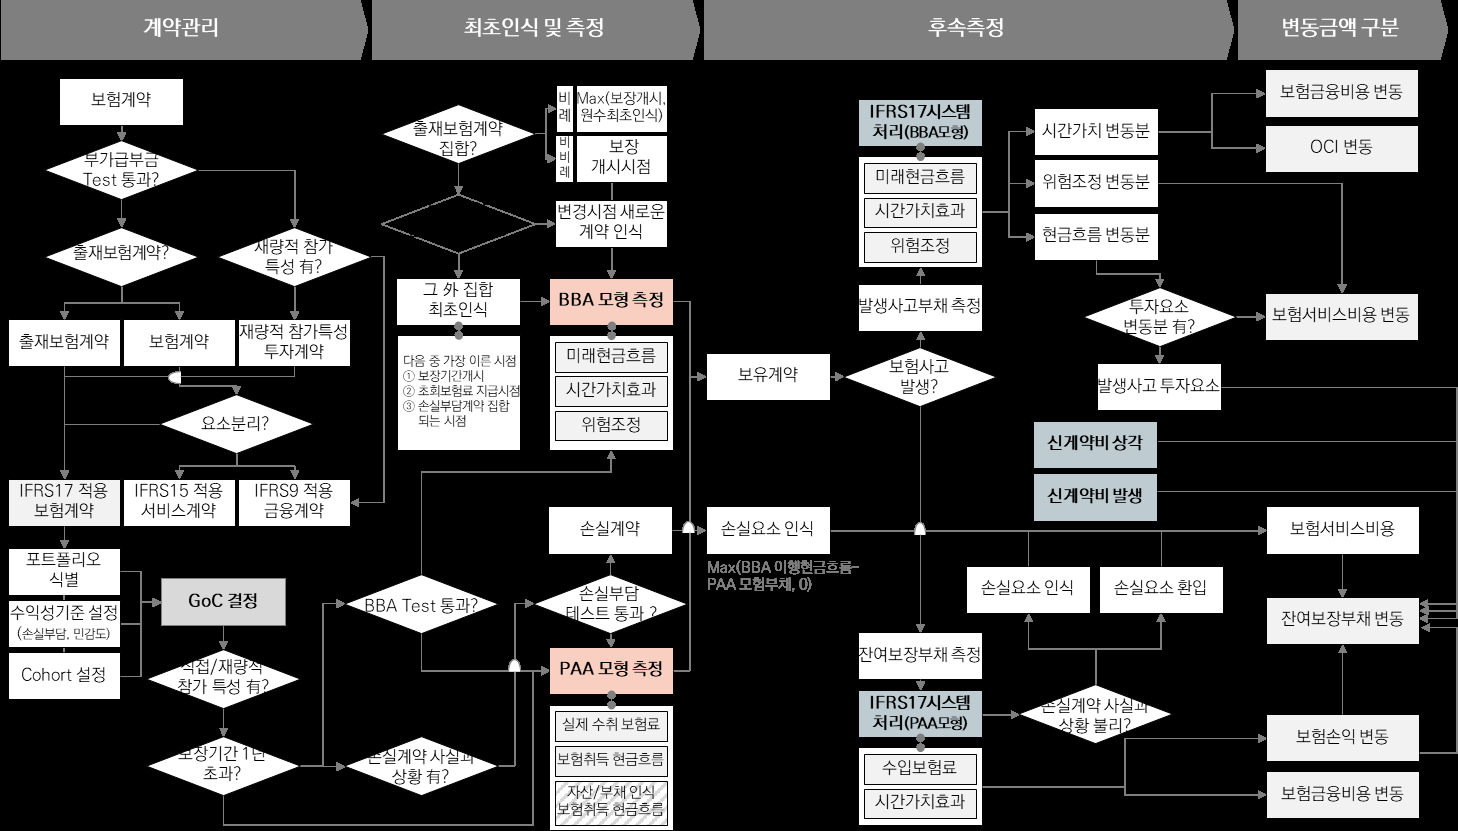 계약관리
최초인식 및 측정
후속측정
변동금액 구분
보험계약
부가급부금
Test 통과?
출재보험계약?
재량적 참가
특성 有?
출재보험계약
보험계약
재량적 참가특성
투자계약
요소분리?
IFRS17 적용
보험계약
IFRS15 적용
서비스계약
IFRS9 적용
금융계약
포트폴리오
식별
수익성기준 설정
(손실부담, 민감도)
Cohort 설정
GoC 결정
직접/재량적
참가 특성 有?
보장기간 1년
초과?
출재보험계약
집합?
비
례
Max(보장개시,
원수최초인식)
비
비
례
보장
개시시점
변경시점 새로운
계약 인식
그 外 집합
최초인식
다음 중 가장 이른 시점
① 보장기간개시
② 초회보험료 지급시점
③ 손실부담계약 집합
되는 시점
BBA 모형 측정
미래현금흐름
시간가치효과
위험조정
손실계약
BBA Test 통과?
손실부담
테스트 통과 ?
PAA 모형 측정
손실계약 사실과
상황 有?
실제 수취 보험료
보험취득 현금흐름
자산/부채 인식
보험취득 현금흐름
IFRS17시스템
처리(BBA모형)
미래현금흐름
시간가치효과
위험조정
발생사고부채 측정
보유계약
보험사고
발생?
손실요소 인식
Max(BBA 이행현금흐름–
PAA 모형부채, 0)
잔여보장부채 측정
IFRS17시스템
처리(PAA모형)
수입보험료
시간가치효과
시간가치 변동분
위험조정 변동분
현금흐름 변동분
투자요소
변동분 有?
발생사고 투자요소
신계약비 상각
신계약비 발생
손실요소 인식
손실요소 환입
손실계약 사실과
상황 불리?
보험금융비용 변동
OCI 변동
보험서비스비용 변동
보험서비스비용
잔여보장부채 변동
보험손익 변동
보험금융비용 변동